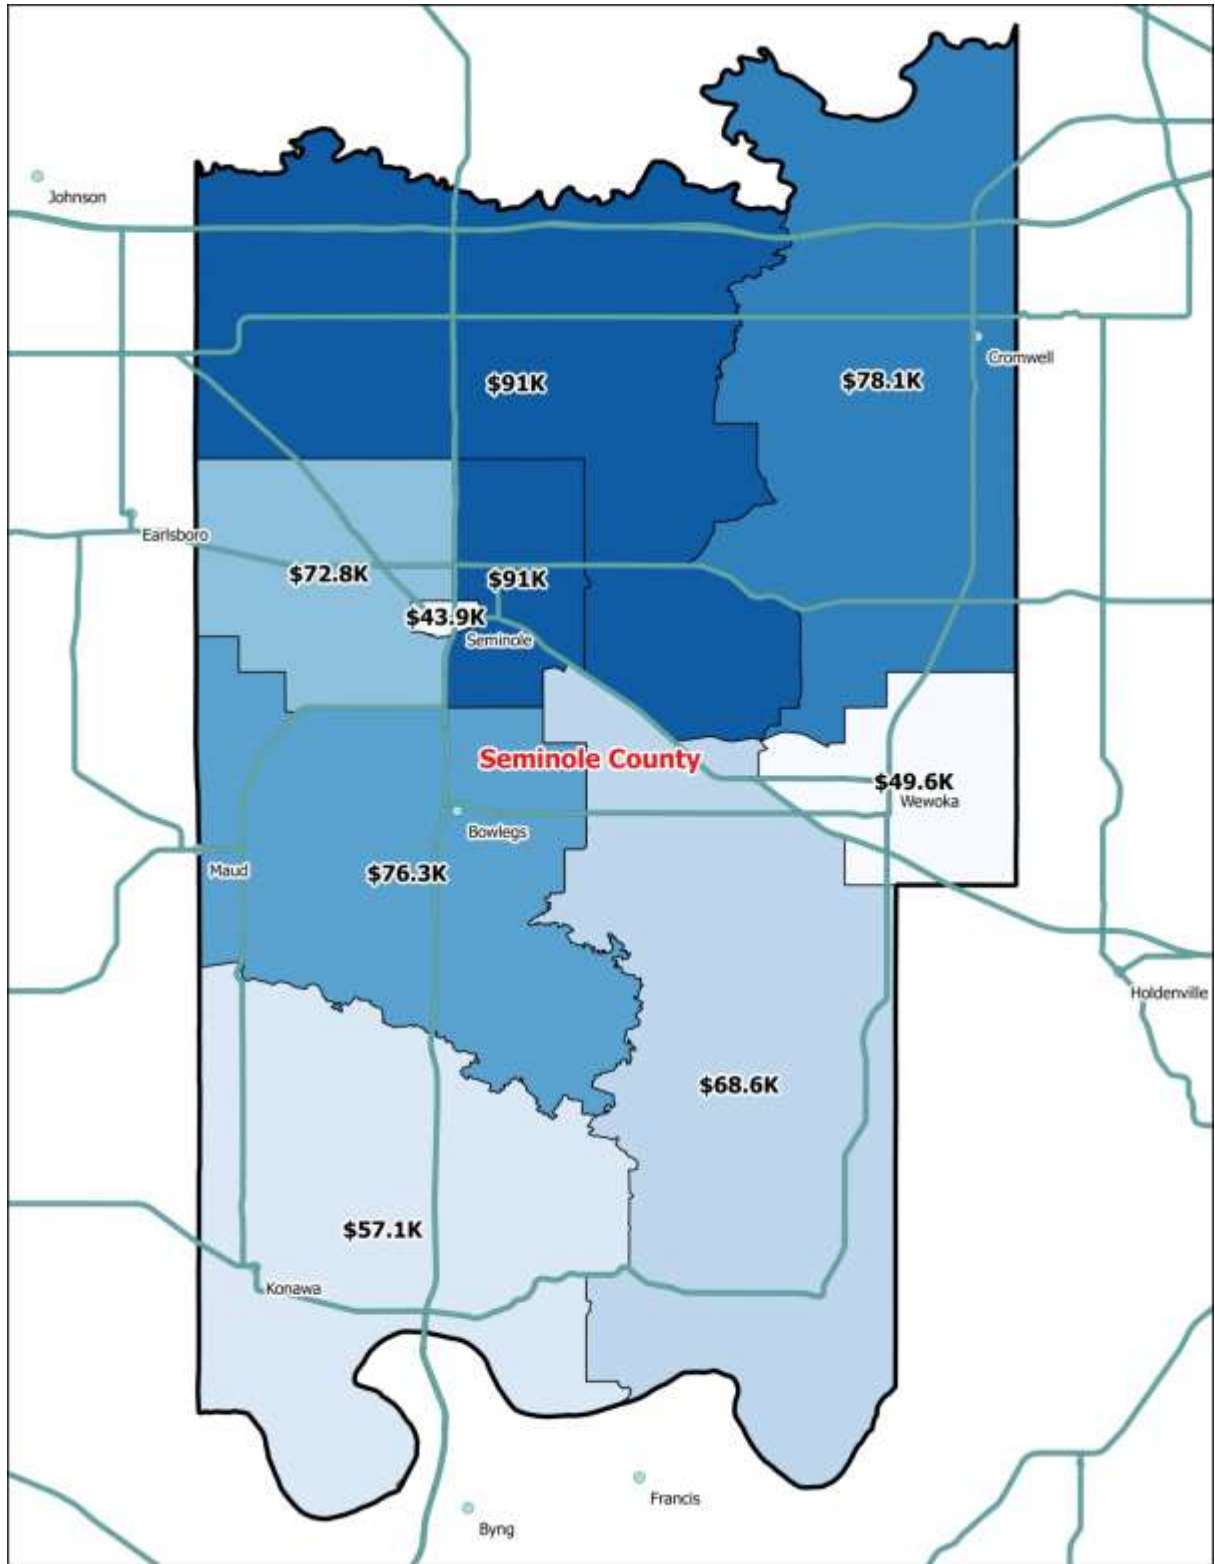 Johnson
Cromwell
$91K
$78.1K
Earlsboro
$72.8K
$91K
$43.9K
Seminole
Seminole County
$49.6K
Wewoka
Bowlegs
Maud
$76.3K
Holdenville
$68.6K
$57.1K
Konawa
Francis
Byng